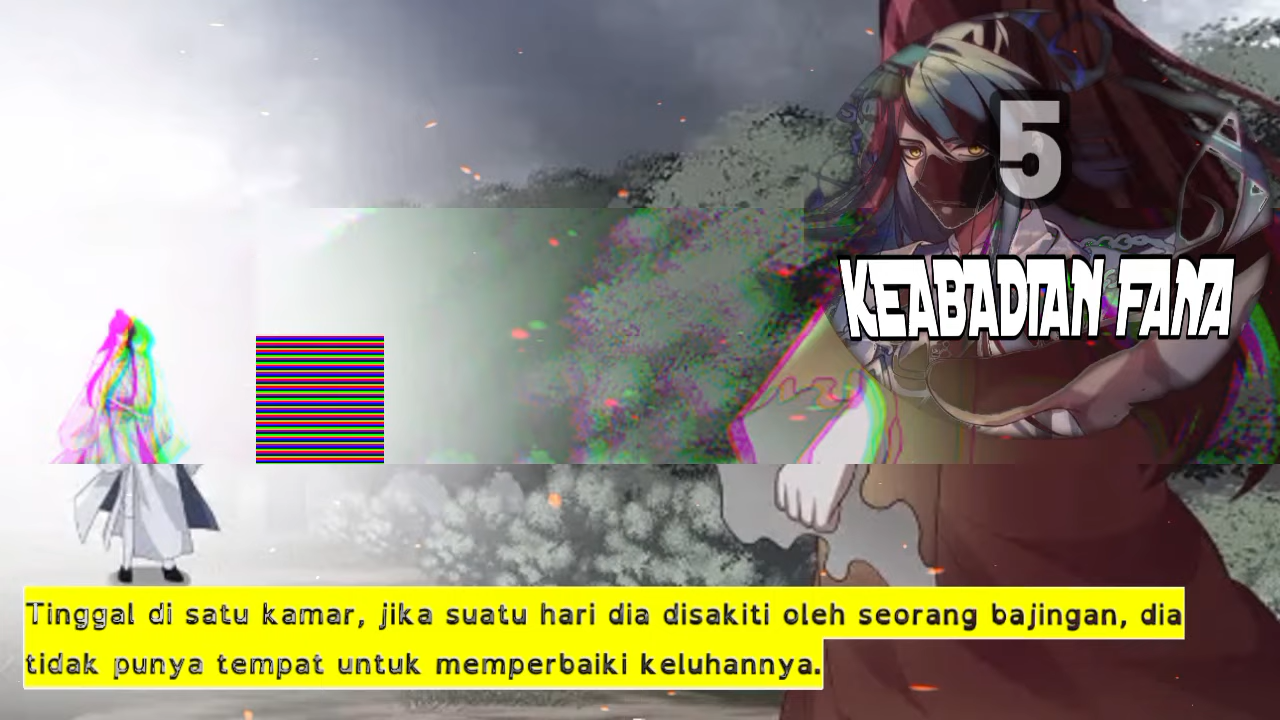 5
KEABADIAN FANA
Tinggal di satu kamar, jika suatu hari dia disakiti oleh seorang bajingan, dia
tidak punya tempat untuk memperbaiki keluhannya.